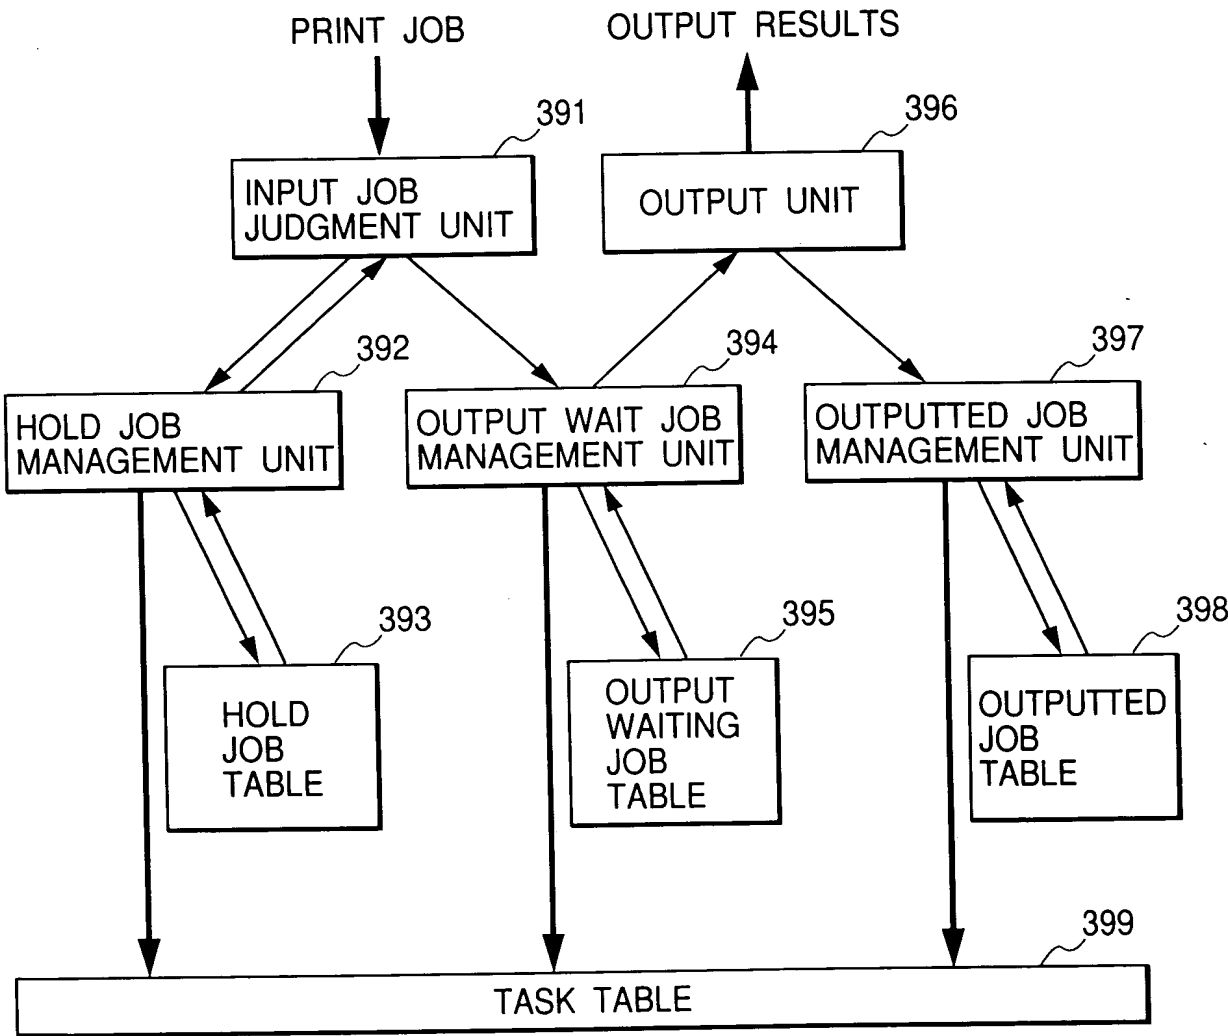 PRINT JOB
OUTPUT RESULTS
391
396
INPUT JOB
JUDGMENT UNIT
OUTPUT UNIT
392
394
397
HOLD JOB
MANAGEMENT UNIT
OUTPUT WAIT JOB
MANAGEMENT UNIT
OUTPUTTED JOB
MANAGEMENT UNIT
393
395
398
HOLD
JOB
TABLE
OUTPUT
WAITING
JOB
TABLE
OUTPUTTED
JOB
TABLE
399
TASK TABLE